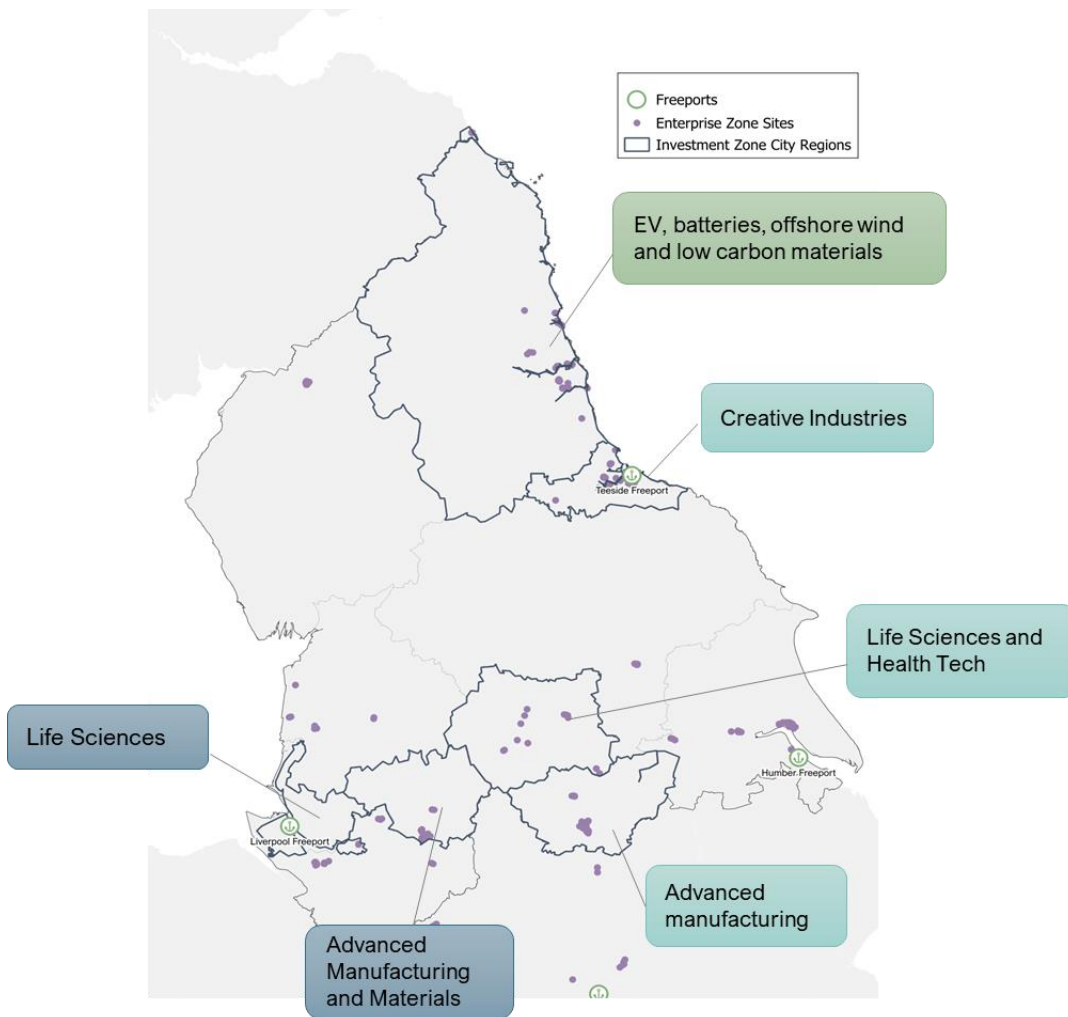 Freeports
Enterprise Zone Sites
Investment Zone City Regions
EV, batteries, offshore wind
and low carbon materials
Creative Industries
Teeside Freeport
Life Sciences and
Health Tech
Life Sciences
Humber Freeport
Liverpool Freeport
Advanced
manufacturing
Advanced
Manufacturing
and Materials